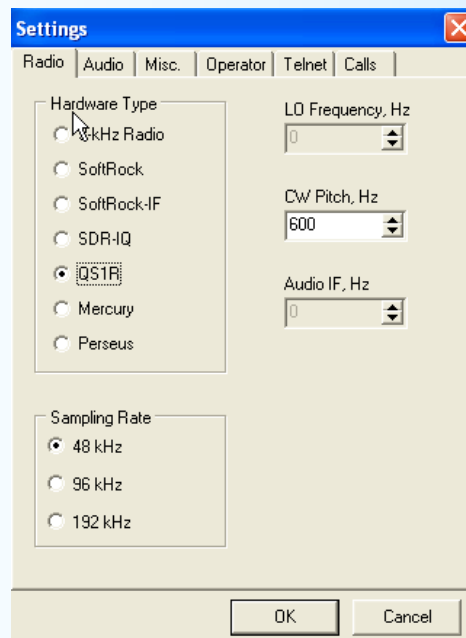 Settings
Radio Audio Misc. Operator Telnet Calls
Hardware Type
-kHz Radio
SoftRock
SoftRock-IF
SDR-IQ
QS1R
Mercury
Perseus
LO Frequency, Hz
0
CW Pitch, Hz
600
Audio IF, Hz
0
Sampling Rate
48 kHz
96 kHz
192 kHz
OK Cancel